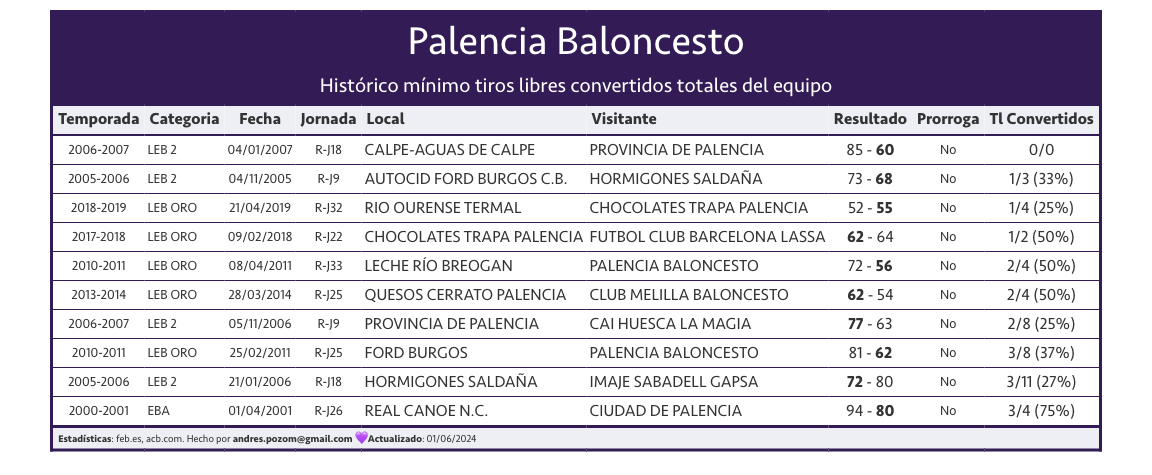 Palencia Baloncesto
Histórico mínimo tiros libres convertidos totales del equipo
Temporada Categoria Fecha Jornada Local Visitante Resultado Prorroga Tl Convertidos
2006-2007 LEB 2 04/01/2007 R-J18 CALPE-AGUAS DE CALPE PROVINCIA DE PALENCIA 85 - 60 No 0/0
2005-2006 LEB 2 04/11/2005 R-J9 AUTOCID FORD BURGOS C.B. HORMIGONES SALDAÑA 73 - 68 No 1/3 (33%)
2018-2019 LEB ORO 21/04/2019 R-J32 RIO OURENSE TERMAL CHOCOLATES TRAPA PALENCIA 52 - 55 No 1/4 (25%)
2017-2018 LEB ORO 09/02/2018 R-J22 CHOCOLATES TRAPA PALENCIA FUTBOL CLUB BARCELONA LASSA 62 - 64 No 1/2 (50%)
2010-2011 LEB ORO 08/04/2011 R-J33 LECHE RÍO BREOGAN PALENCIA BALONCESTO 72 - 56 No 2/4 (50%)
2013-2014 LEB ORO 28/03/2014 R-J25 QUESOS CERRATO PALENCIA CLUB MELILLA BALONCESTO 62 - 54 No 2/4 (50%)
2006-2007 LEB 2 05/11/2006 R-J9 PROVINCIA DE PALENCIA CAI HUESCA LA MAGIA 77 - 63 No 2/8 (25%)
2010-2011 LEB ORO 25/02/2011 R-J25 FORD BURGOS PALENCIA BALONCESTO 81 - 62 No 3/8 (37%)
2005-2006 LEB 2 21/01/2006 R-J18 HORMIGONES SALDAÑA IMAJE SABADELL GAPSA 72 - 80 No 3/11 (27%)
2000-2001 EBA 01/04/2001 R-J26 REAL CANOE N.C. CIUDAD DE PALENCIA 94 - 80 No 3/4 (75%)
Estadísticas: feb.es, acb.com. Hecho por andres.pozom@gmail.com 💜Actualizado: 01/06/2024